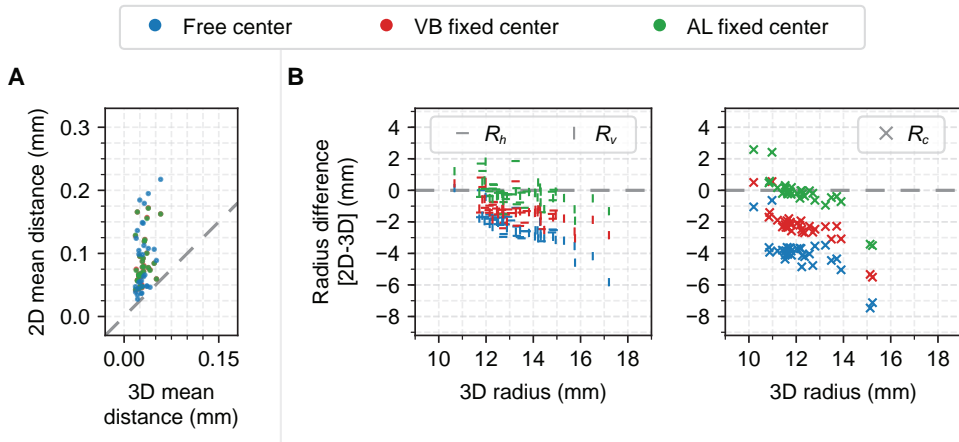 Free center VB fixed center AL fixed center
A
B
2D mean distance (mm)
0.3
0.2
0.1
0.0
0.00 0.15
3D mean
distance (mm)
Radius difference
[2D-3D] (mm)
4
2
0
−2
−4
−6
−8
R_h R_v
10 12 14 16 18
3D radius (mm)
4
2
0
−2
−4
−6
−8
R_c
10 12 14 16 18
3D radius (mm)